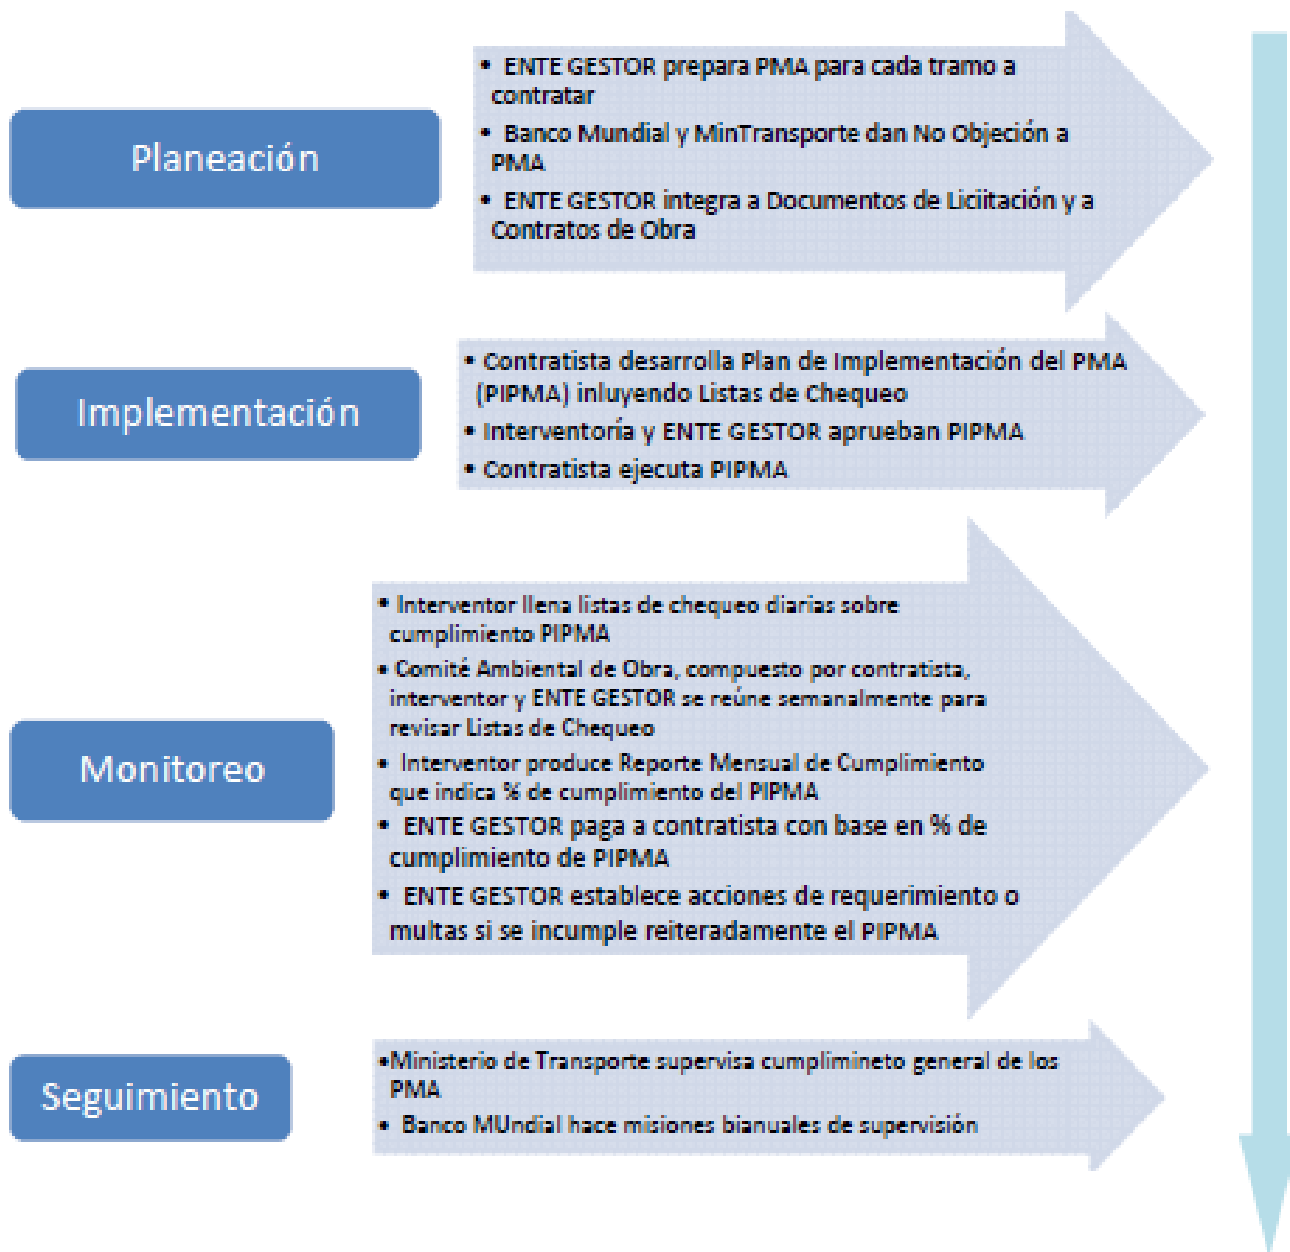 Planeación
• ENTE GESTOR prepara PMA para cada tramo a
contratar
• Banco Mundial y MinTransporte dan No Objeción a
PMA
• ENTE GESTOR integra a Documentos de Liciitación y a
Contratos de Obra
Implementación
• Contratista desarrolla Plan de Implementación del PMA
(PIPMA) inluyendo Listas de Chequeo
• Interventoría y ENTE GESTOR aprueban PIPMA
• Contratista ejecuta PIPMA
Monitoreo
• Interventor llena listas de chequeo diarias sobre
cumplimiento PIPMA
• Comité Ambiental de Obra, compuesto por contratista,
interventor y ENTE GESTOR se reúne semanalmente para
revisar Listas de Chequeo
• Interventor produce Reporte Mensual de Cumplimiento
que indica % de cumplimiento del PIPMA
• ENTE GESTOR paga a contratista con base en % de
cumplimiento de PIPMA
• ENTE GESTOR establece acciones de requerimiento o
multas si se incumple reiteradamente el PIPMA
Seguimiento
•Ministerio de Transporte supervisa cumplimineto general de los
PMA
• Banco MUndial hace misiones bianuales de supervisión